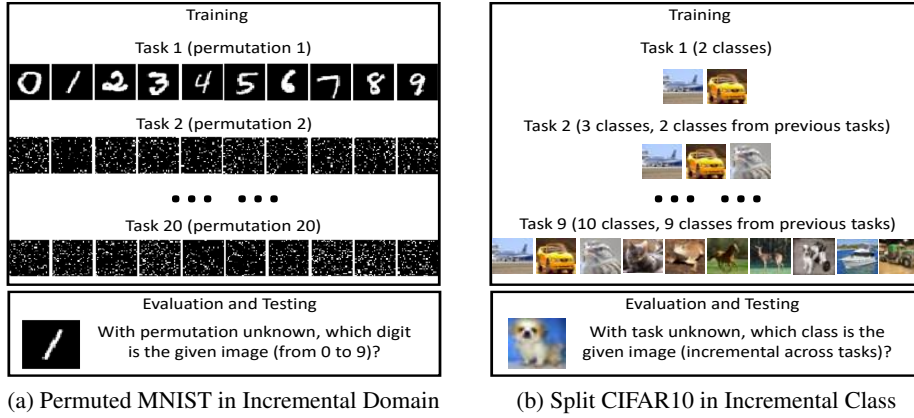 Training
Task 1 (permutation 1)
0 1 2 3 4 5 6 7 8 9
Task 2 (permutation 2)
... ...
Task 20 (permutation 20)
Evaluation and Testing
1
With permutation unknown, which digit
is the given image (from 0 to 9)?
(a) Permuted MNIST in Incremental Domain
Training
Task 1 (2 classes)
Task 2 (3 classes, 2 classes from previous tasks)
... ...
Task 9 (10 classes, 9 classes from previous tasks)
Evaluation and Testing
With task unknown, which class is the
given image (incremental across tasks)?
(b) Split CIFAR10 in Incremental Class